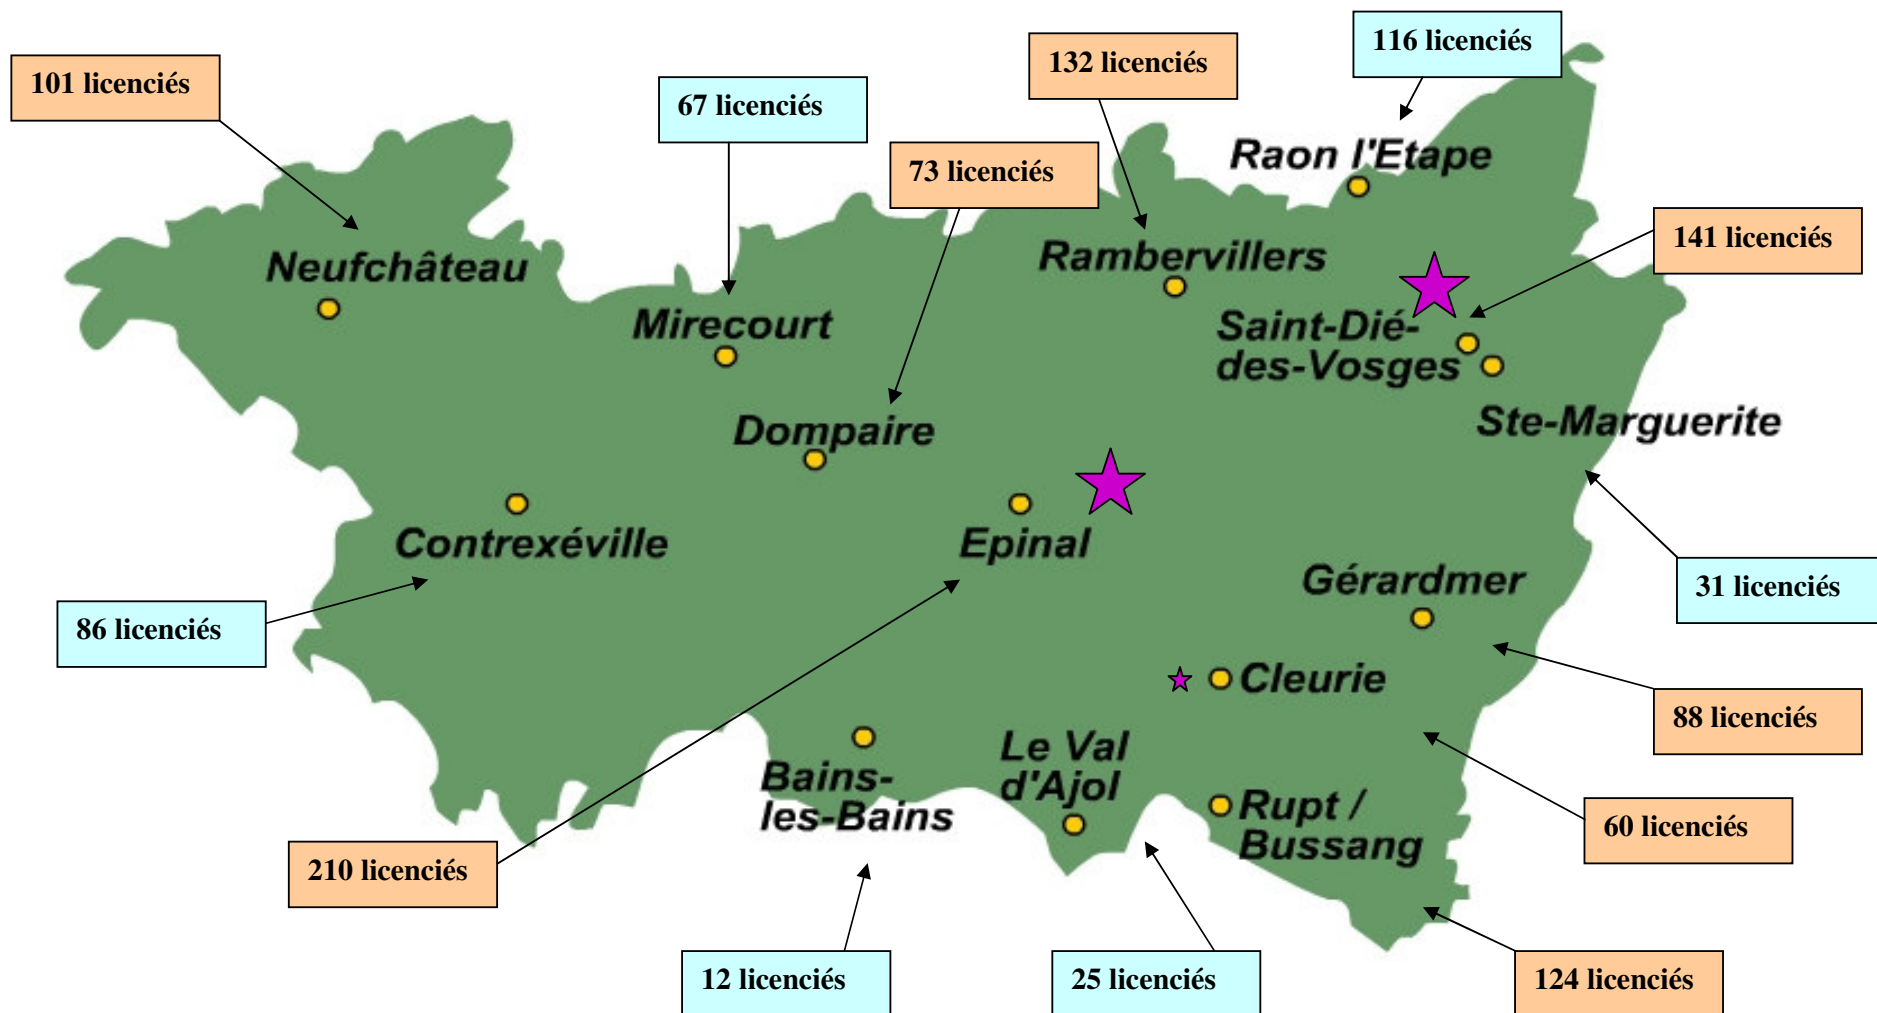 116 licenciés
132 licenciés
101 licenciés
67 licenciés
73 licenciés
Raon l'Etape
141 licenciés
Rambervillers
Neufchâteau
Mirecourt
Saint-Dié-
des-Vosges
Ste-Marguerite
Dompaire
Contrexéville
Epinal
Gérardmer
31 licenciés
86 licenciés
Cleurie
88 licenciés
Le Val
d'Ajol
Bains-
les-Bains
Rupt /
Bussang
60 licenciés
210 licenciés
12 licenciés
25 licenciés
124 licenciés